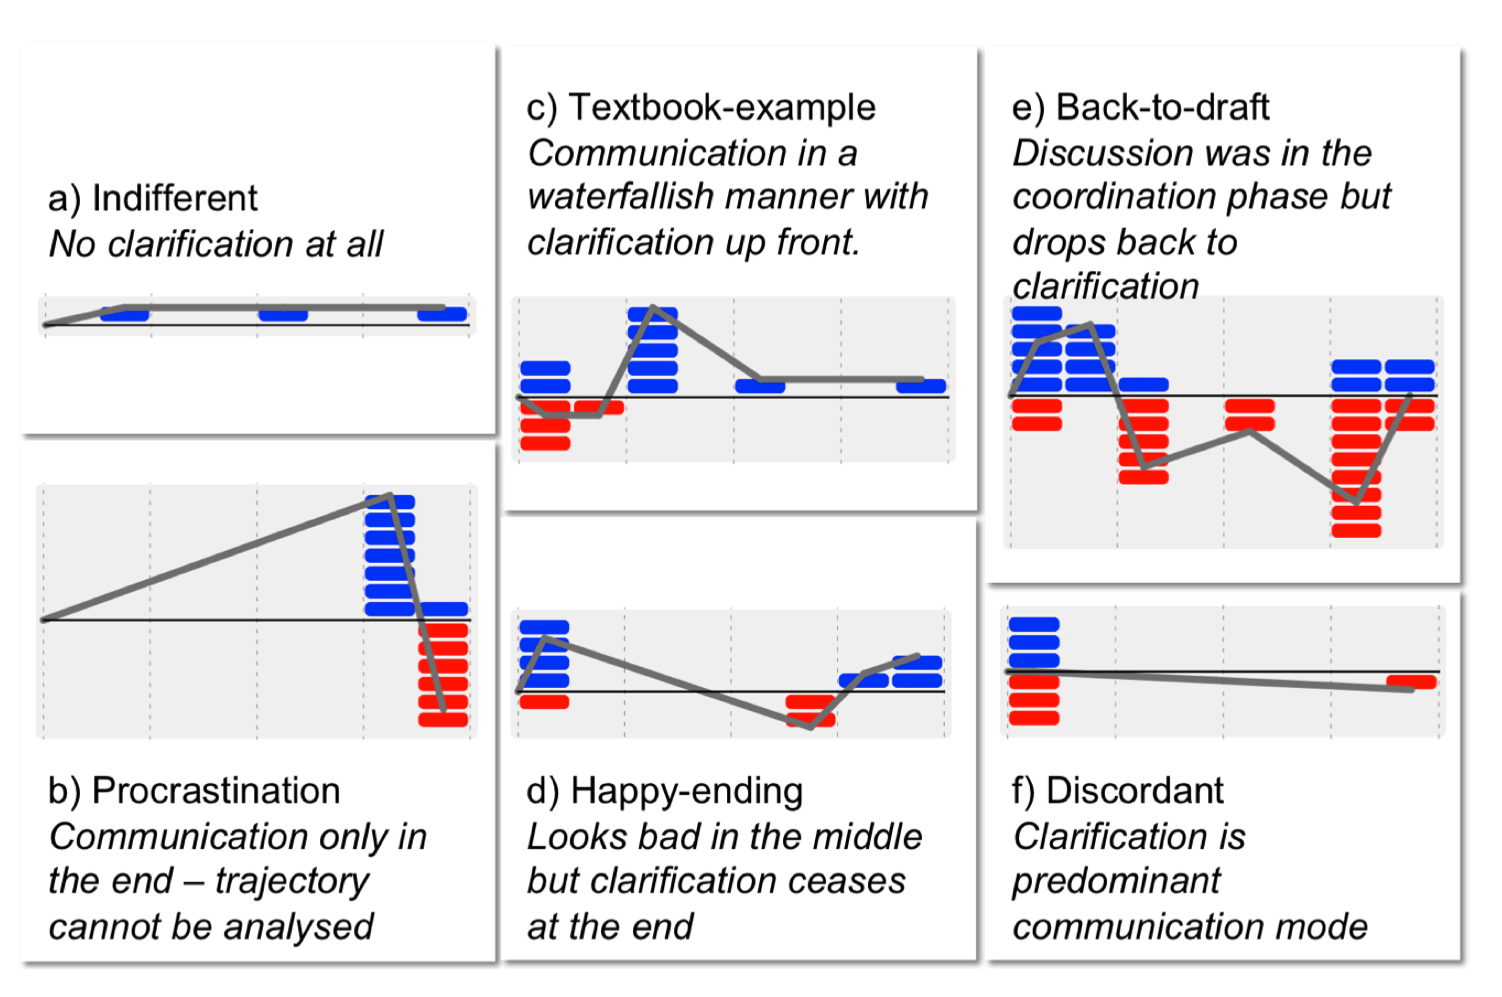 a) Indifferent
No clarification at all
b) Procrastination
Communication only in
the end – trajectory
cannot be analysed
c) Textbook-example
Communication in a
waterfallish manner with
clarification up front.
d) Happy-ending
Looks bad in the middle
but clarification ceases
at the end
e) Back-to-draft
Discussion was in the
coordination phase but
drops back to
clarification
f) Discordant
Clarification is
predominant
communication mode